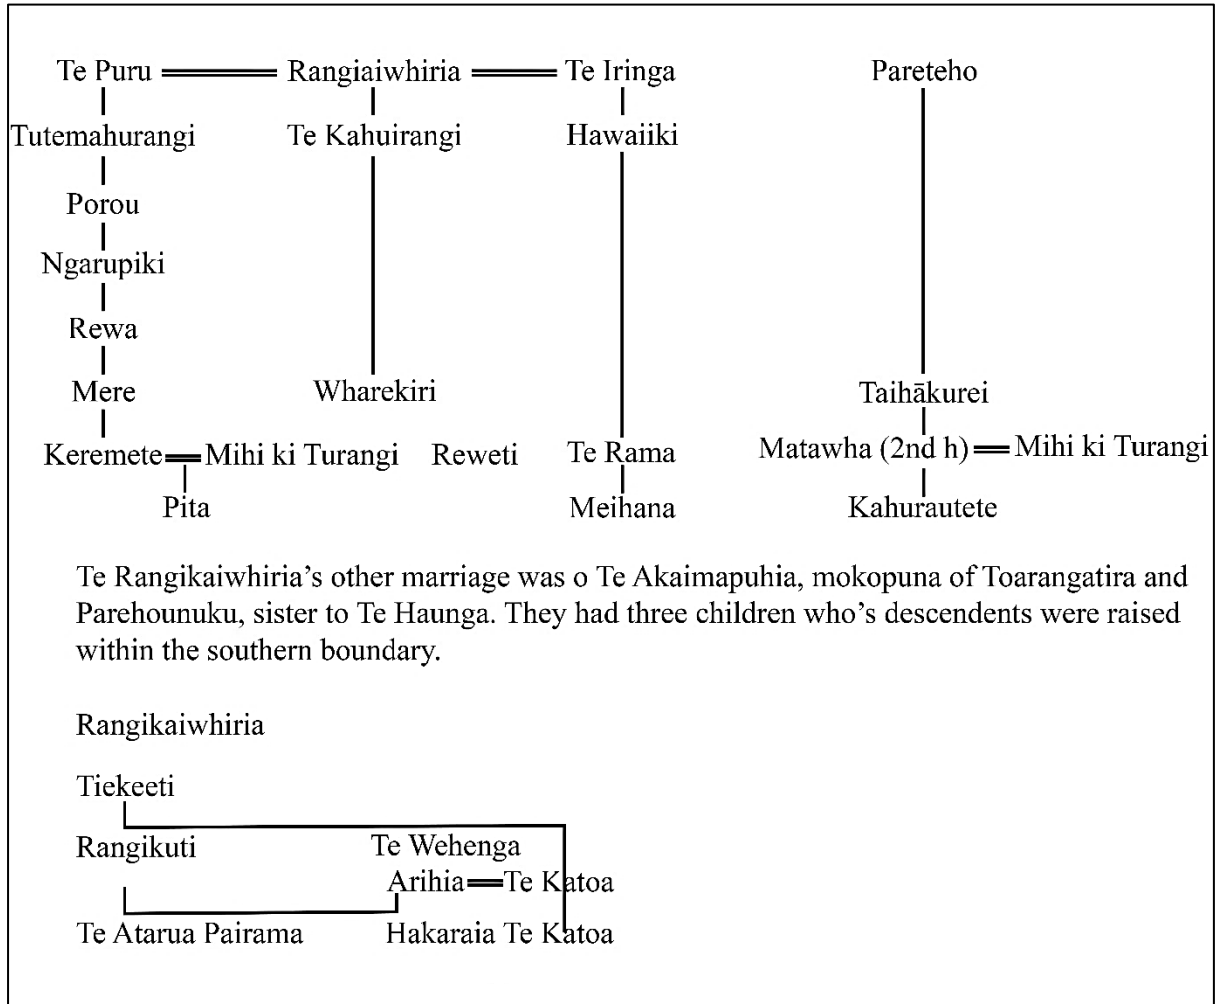 Te Puru Rangiaiwhiria Te Iringa Pareteho
Tutemahurangi Te Kahuirangi Hawaiiki
Porou
Ngarupiki
Rewa
Mere Wharekiri Taihākurei
Keremete Mihi ki Turangi Reweti Te Rama Matawha (2nd h) Mihi ki Turangi
Pita Meihana Kahurautete
Te Rangikaiwhiria’s other marriage was o Te Akaimapuhia, mokopuna of Toarangatira and
Parehounuku, sister to Te Haunga. They had three children who’s descendents were raised
within the southern boundary.
Rangikaiwhiria
Tiekeeti
Rangikuti Te Wehenga
Arihia Te Katoa
Te Atarua Pairama Hakaraia Te Katoa